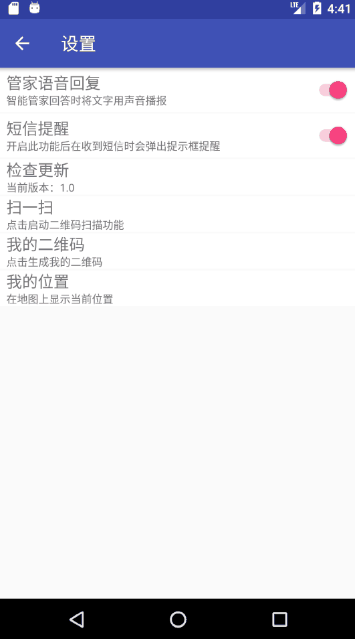 LTE 4:41
设置
管家语音回复
智能管家回答时将文字用声音播报
短信提醒
开启此功能后在收到短信时会弹出提示框提醒
检查更新
当前版本：1.0
扫一扫
点击启动二维码扫描功能
我的二维码
点击生成我的二维码
我的位置
在地图上显示当前位置